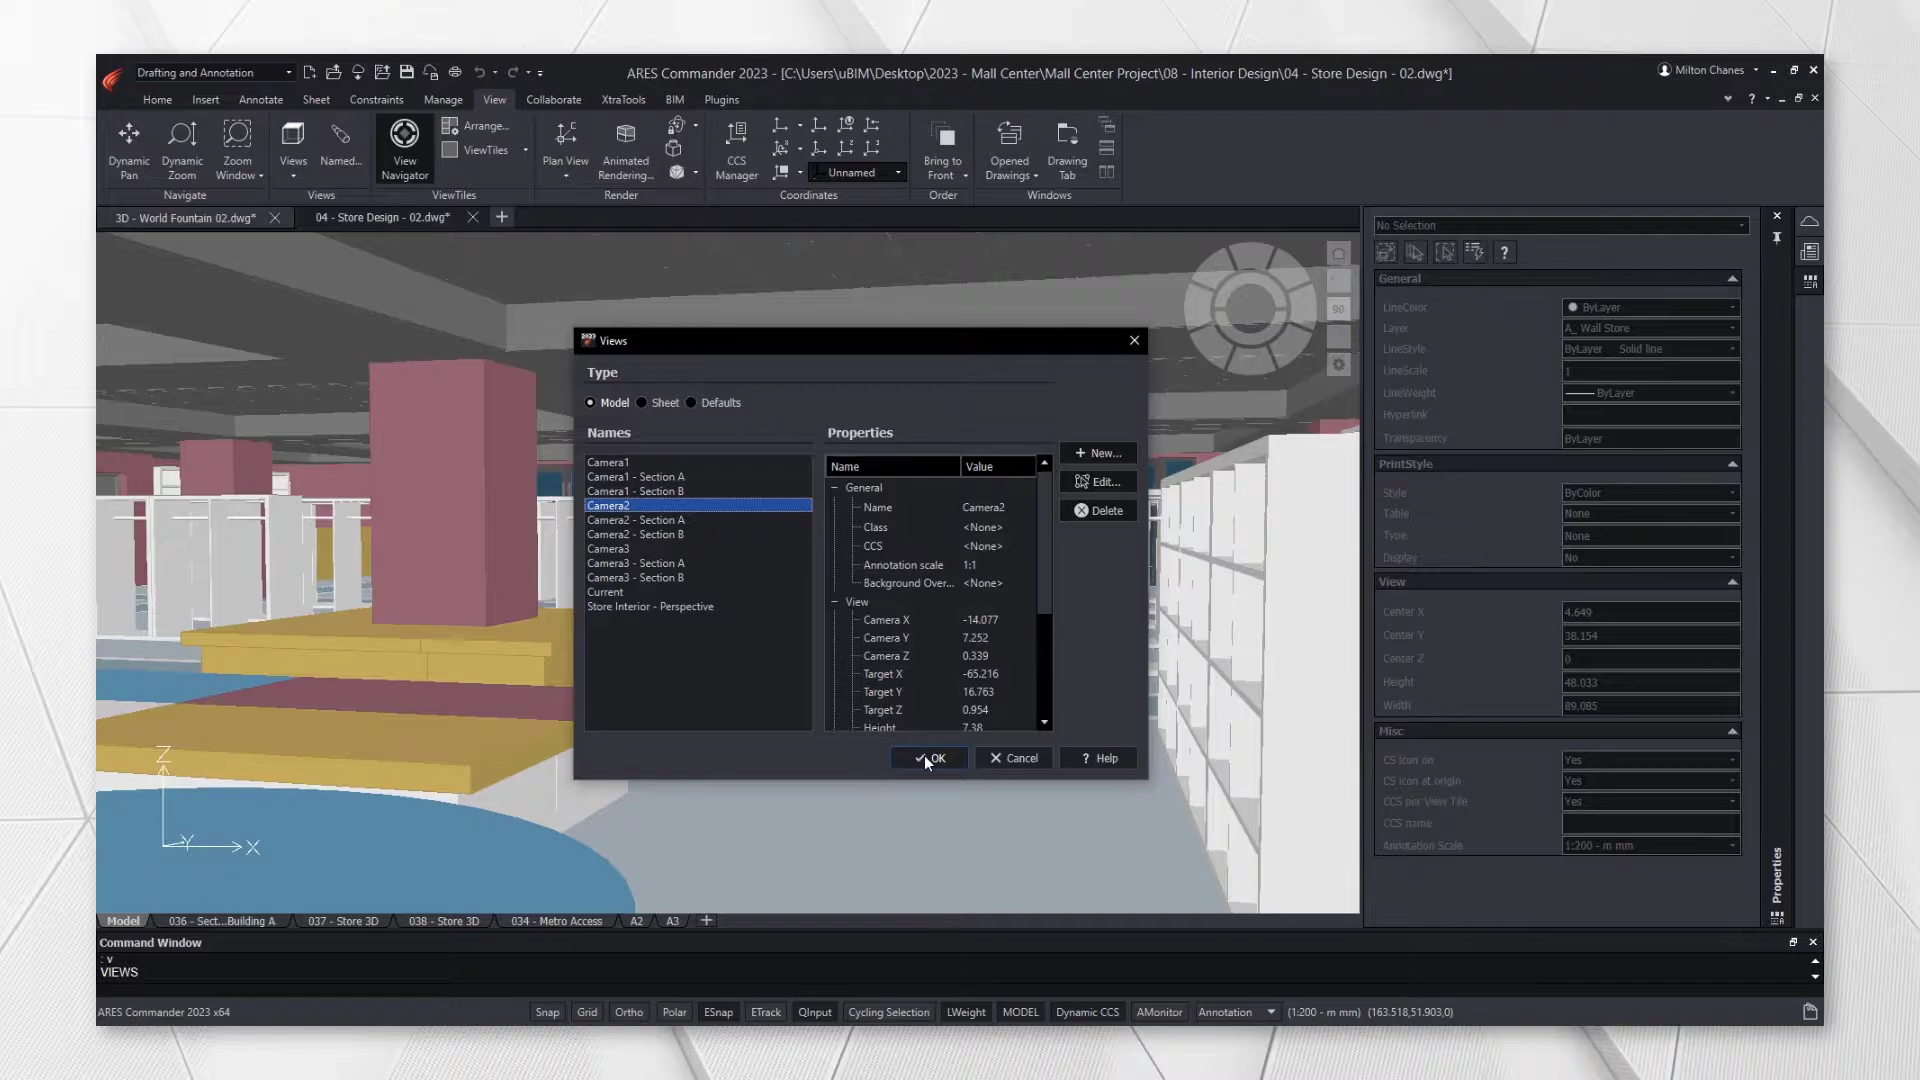 Drafting and Annotation
ARES Commander 2023 - [C:\Users\uBIM\Desktop\2023 - Mall Center\Mall Center Project\08 - Interior Design\04 - Store Design - 02.dwg*]
Milton Chanes
Home Insert Annotate Sheet Constraints Manage View Collaborate XtraTools BIM Plugins
?
Dynamic Pan
Dynamic Zoom
Zoom Window
Navigate
Views
Named...
Views
View Navigator
Arrange...
ViewTiles
ViewTiles
Plan View
Animated Rendering...
Render
CCS Manager
Unnamed
Coordinates
Bring to Front
Order
Opened Drawings
Drawing Tab
Windows
3D - World Fountain 02.dwg*
04 - Store Design - 02.dwg*
90
Views
Type
Model Sheet Defaults
Names
Camera1
Camera1 - Section A
Camera1 - Section B
Camera2
Camera2 - Section A
Camera2 - Section B
Camera3
Camera3 - Section A
Camera3 - Section B
Current
Store Interior - Perspective
Properties
Name Value
General
Name Camera2
Class <None>
CCS <None>
Annotation scale 1:1
Background Over... <None>
View
Camera X -14.077
Camera Y 7.252
Camera Z 0.339
Target X -65.216
Target Y 16.763
Target Z 0.954
Height 7.38
New...
Edit...
Delete
OK
Cancel
? Help
Z
Y
X
No Selection
?
General
LineColor ByLayer
Layer A_ Wall Store
LineStyle ByLayer Solid line
LineScale 1
LineWeight ByLayer
Hyperlink
Transparency ByLayer
PrintStyle
Style ByColor
Table None
Type None
Display No
View
Center X 4.649
Center Y 38.154
Center Z 0
Height 48.033
Width 89.085
Misc
CS icon on Yes
CS icon at origin Yes
CCS per View Tile Yes
CCS name
Annotation Scale 1:200 - m mm
Properties
Model 036 - Sect...Building A 037 - Store 3D 038 - Store 3D 034 - Metro Access A2 A3
Command Window
: v
VIEWS
ARES Commander 2023 x64
Snap Grid Ortho Polar ESnap ETrack QInput Cycling Selection LWeight MODEL Dynamic CCS AMonitor Annotation (1:200 - m mm) (163.518,51.903,0)